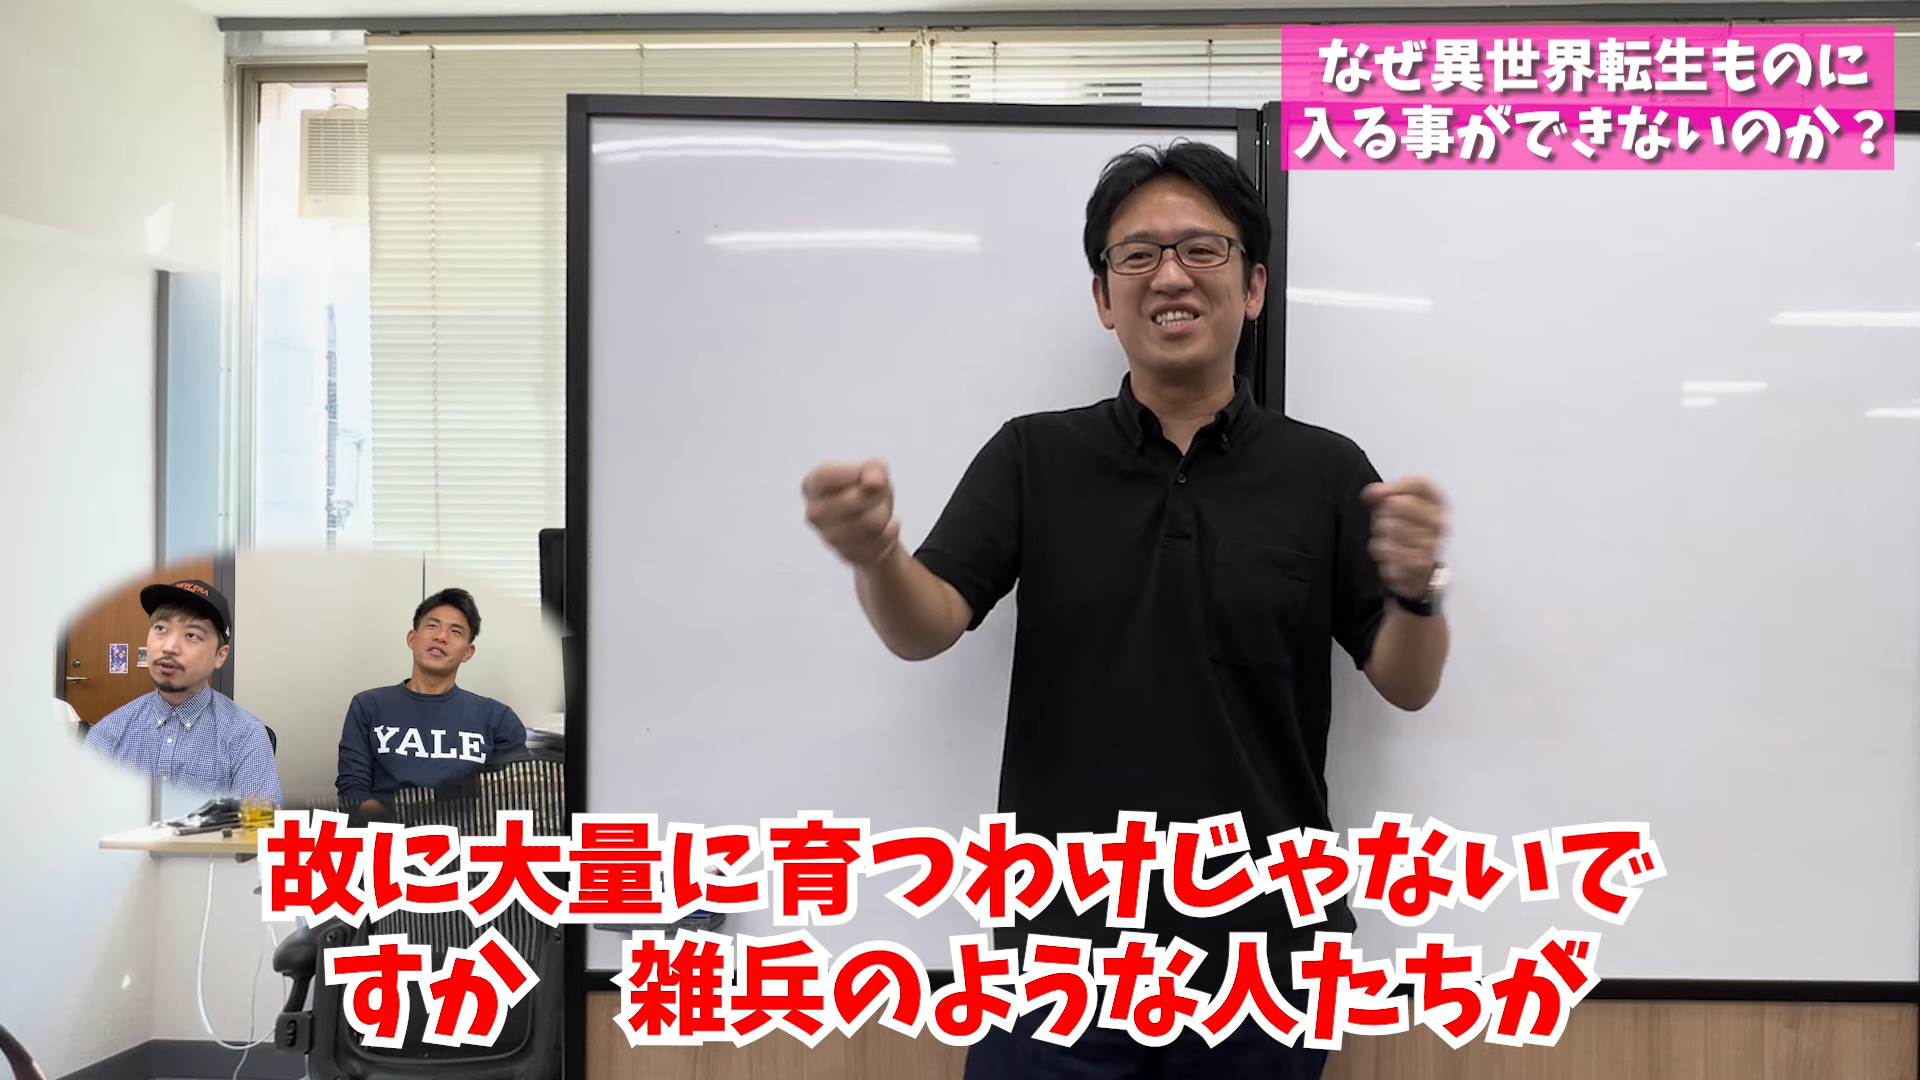 なぜ異世界転生ものに
入る事ができないのか？
NEW ERA
YALE
故に大量に育つわけじゃないで
すか　雑兵のような人たちが